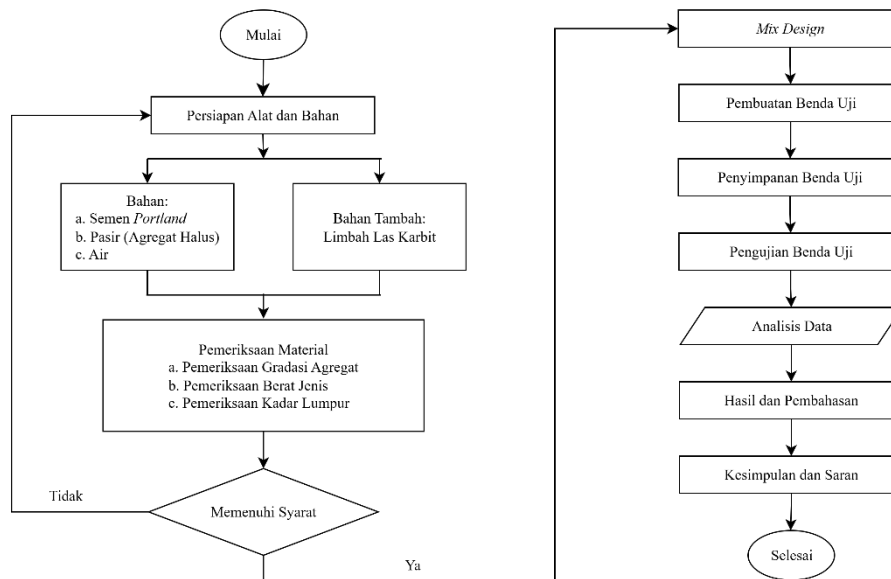 Mulai
Persiapan Alat dan Bahan
Bahan:
a. Semen Portland
b. Pasir (Agregat Halus)
c. Air
Bahan Tambah:
Limbah Las Karbit
Pemeriksaan Material
a. Pemeriksaan Gradasi Agregat
b. Pemeriksaan Berat Jenis
c. Pemeriksaan Kadar Lumpur
Memenuhi Syarat
Tidak
Ya
Mix Design
Pembuatan Benda Uji
Penyimpanan Benda Uji
Pengujian Benda Uji
Analisis Data
Hasil dan Pembahasan
Kesimpulan dan Saran
Selesai